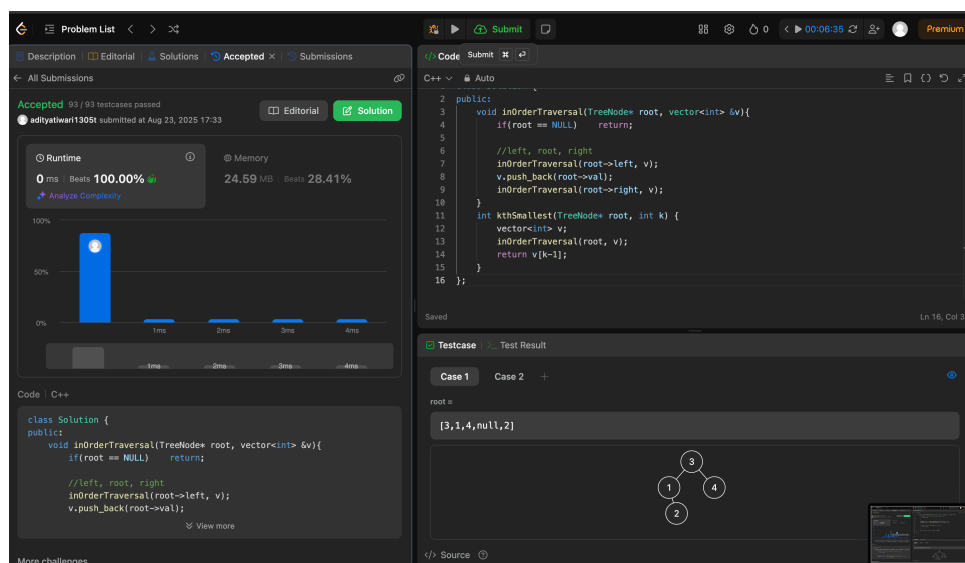 Problem List
Submit
0
00:06:35
Premium
Description | Editorial | Solutions | Accepted × | Submissions
All Submissions
Accepted 93 / 93 testcases passed
adityatiwari1305t submitted at Aug 23, 2025 17:33
Editorial
Solution
Runtime
0 ms | Beats 100.00%
Analyze Complexity
Memory
24.59 MB | Beats 28.41%
100%
50%
0%
1ms 2ms 3ms 4ms
1ms 2ms 3ms 4ms
Code | C++
class Solution {
public:
void inOrderTraversal(TreeNode* root, vector<int> &v){
if(root == NULL) return;
//left, root, right
inOrderTraversal(root->left, v);
v.push_back(root->val);
View more
More challenges
</> Code
Submit ⌘ ⏎
C++ Auto
2 public:
3 void inOrderTraversal(TreeNode* root, vector<int> &v){
4 if(root == NULL) return;
5
6 //left, root, right
7 inOrderTraversal(root->left, v);
8 v.push_back(root->val);
9 inOrderTraversal(root->right, v);
10 }
11 int kthSmallest(TreeNode* root, int k) {
12 vector<int> v;
13 inOrderTraversal(root, v);
14 return v[k-1];
15 }
16 };
Saved
Ln 16, Col 3
Testcase | >_ Test Result
Case 1 Case 2 +
root =
[3,1,4,null,2]
3
1 4
2
</> Source